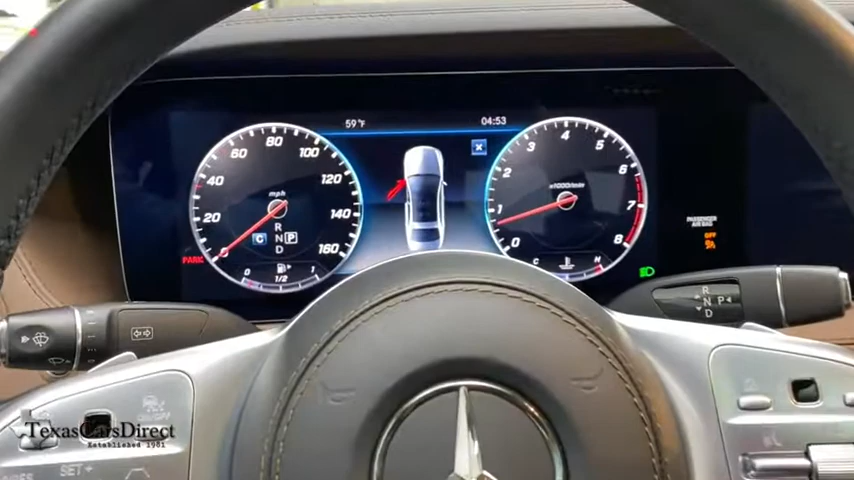 59°F
04:53
60
80
100
40
120
20
140
160
mph
R
N
D
C
P
0
1/2
1
PARK
3
4
5
2
6
1
7
0
8
x1000/min
C
H
PASSENGER
AIR BAG
OFF
R
N P
D
TexasCarsDirect
Established 1981
SET +
RES